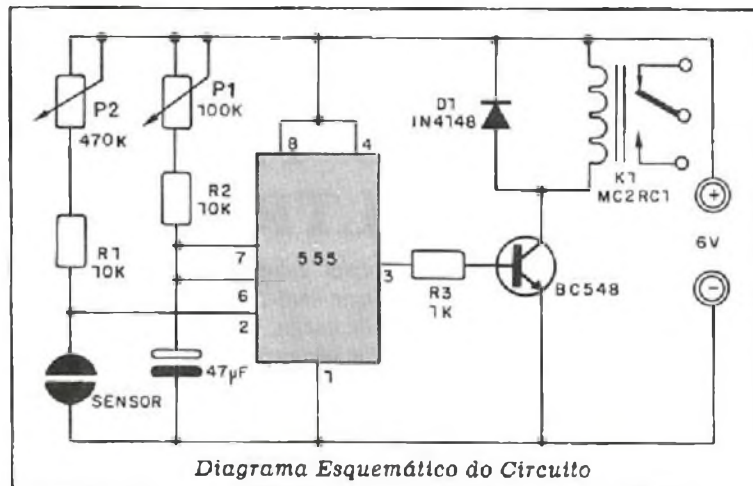 P2
470K
P1
100K
R1
10K
R2
10K
8
4
7
6
2
555
3
1
47µF
SENSOR
R3
1K
D1
1N4148
BC548
K1
MC2RC1
+
6V
−
Diagrama Esquemático do Circuito